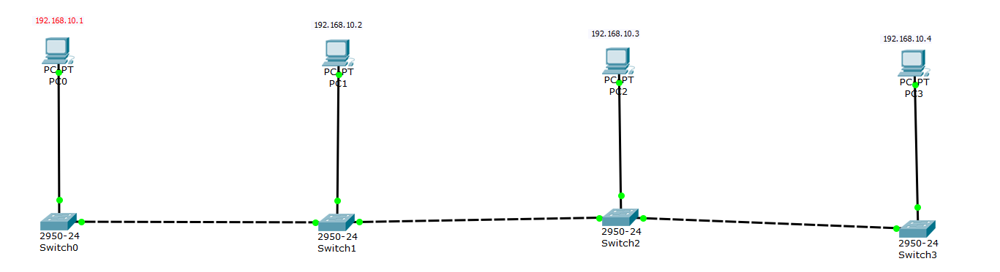 192.168.10.1
PC-PT
PC0
192.168.10.2
PC-PT
PC1
192.168.10.3
PC-PT
PC2
192.168.10.4
PC-PT
PC3
2950-24
Switch0
2950-24
Switch1
2950-24
Switch2
2950-24
Switch3